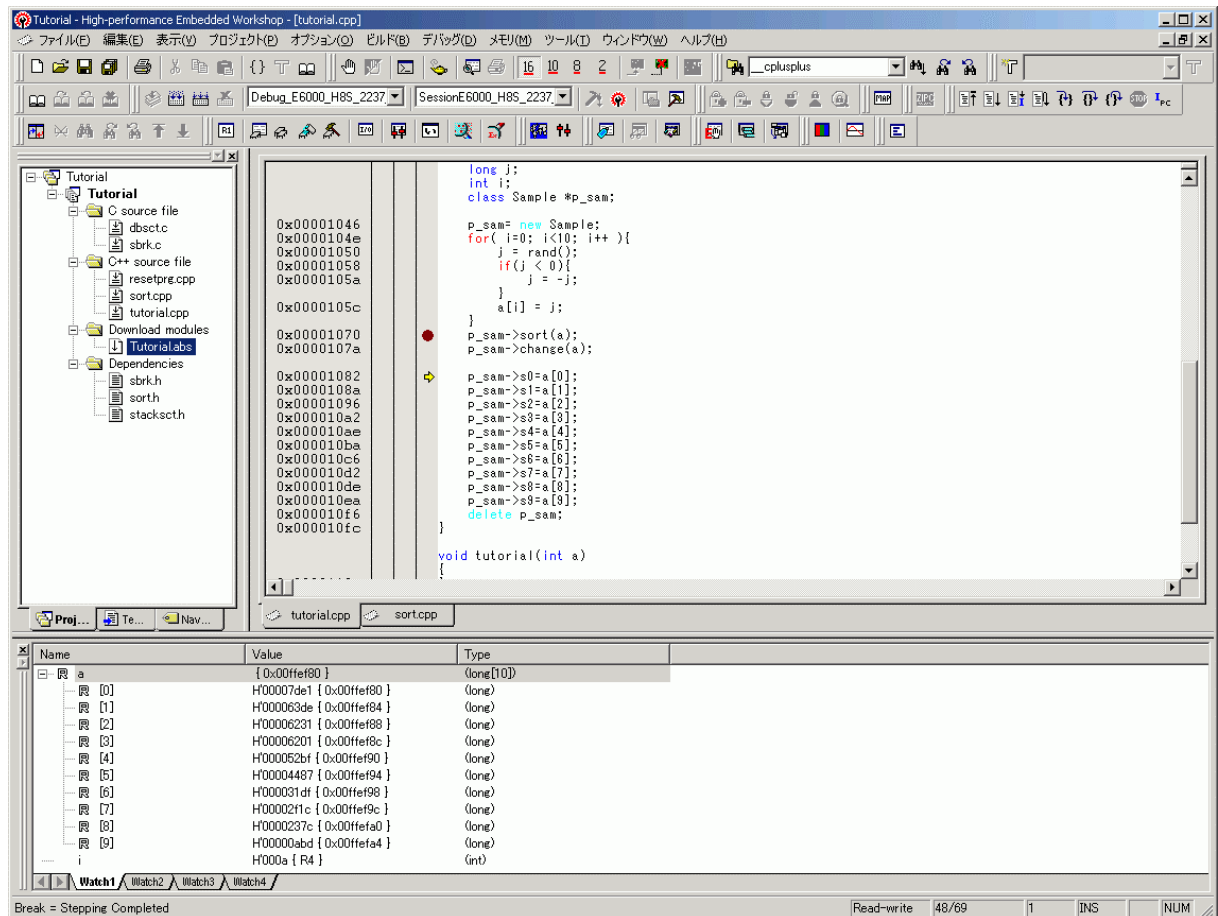 Tutorial - High-performance Embedded Workshop - [tutorial.cpp]
ファイル(F) 編集(E) 表示(V) プロジェクト(P) オプション(O) ビルド(B) デバッグ(D) メモリ(M) ツール(T) ウィンドウ(W) ヘルプ(H)
16 10 8 2 __cplusplus
Debug_E6000_H8S_2237_ SessionE6000_H8S_2237_ MAP
R1 I/O
Tutorial
Tutorial
C source file
dbsct.c
sbrk.c
C++ source file
resetprg.cpp
sort.cpp
tutorial.cpp
Download modules
Tutorial.abs
Dependencies
sbrk.h
sort.h
stacksct.h
Proj... Te... Nav...
long j;
int i;
class Sample *p_sam;
0x00001046 p_sam= new Sample;
0x0000104e for( i=0; i<10; i++ ){
0x00001050 j = rand();
0x00001058 if(j < 0){
0x0000105a j = -j;
}
0x0000105c a[i] = j;
}
0x00001070 p_sam->sort(a);
0x0000107a p_sam->change(a);
0x00001082 p_sam->s0=a[0];
0x0000108a p_sam->s1=a[1];
0x00001096 p_sam->s2=a[2];
0x000010a2 p_sam->s3=a[3];
0x000010ae p_sam->s4=a[4];
0x000010ba p_sam->s5=a[5];
0x000010c6 p_sam->s6=a[6];
0x000010d2 p_sam->s7=a[7];
0x000010de p_sam->s8=a[8];
0x000010ea p_sam->s9=a[9];
0x000010f6 delete p_sam;
0x000010fc }
void tutorial(int a)
{
tutorial.cpp sort.cpp
Name Value Type
R a { 0x00ffef80 } (long[10])
R [0] H'00007de1 { 0x00ffef80 } (long)
R [1] H'000063de { 0x00ffef84 } (long)
R [2] H'00006231 { 0x00ffef88 } (long)
R [3] H'00006201 { 0x00ffef8c } (long)
R [4] H'000052bf { 0x00ffef90 } (long)
R [5] H'00004487 { 0x00ffef94 } (long)
R [6] H'000031df { 0x00ffef98 } (long)
R [7] H'00002f1c { 0x00ffef9c } (long)
R [8] H'0000237c { 0x00ffefa0 } (long)
R [9] H'00000abd { 0x00ffefa4 } (long)
i H'000a { R4 } (int)
Watch1 Watch2 Watch3 Watch4
Break = Stepping Completed Read-write 48/69 1 INS NUM